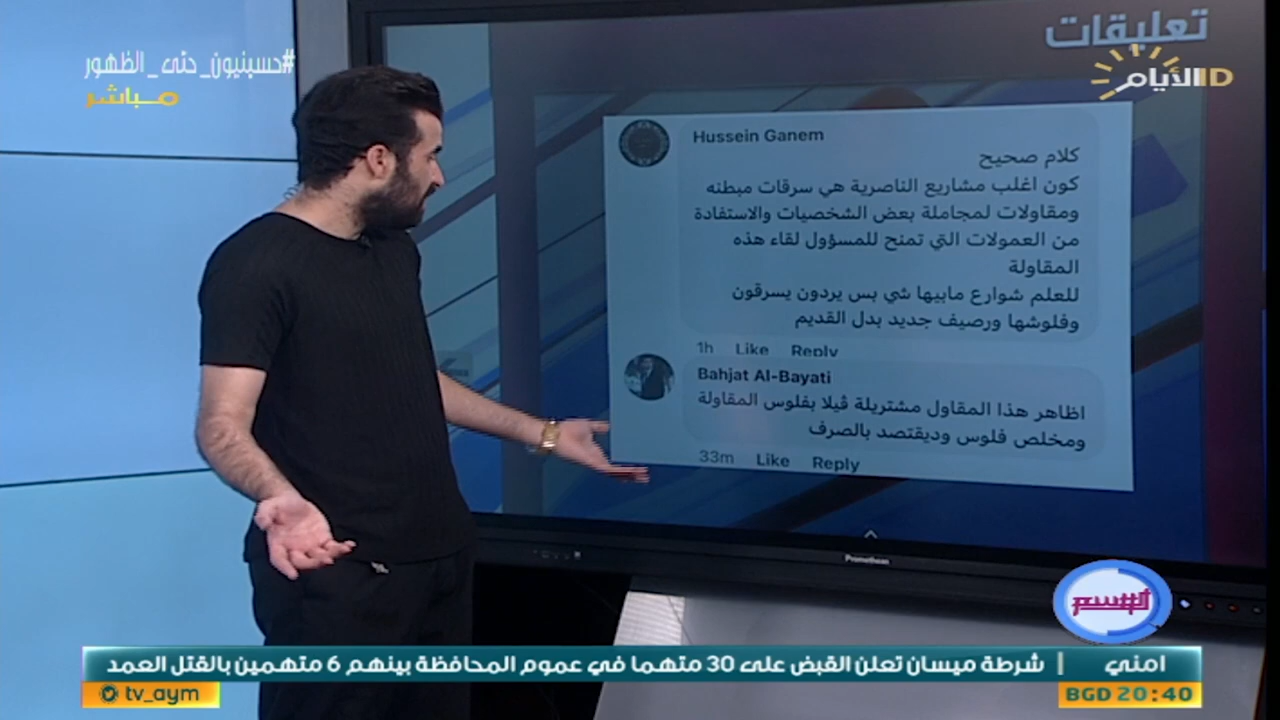 تعليقات
#حسينيون_حتى_الظهور
مباشر
الأيام
Hussein Ganem
كلام صحيح
كون اغلب مشاريع الناصرية هي سرقات مبطنه
ومقاولات لمجاملة بعض الشخصيات والاستفادة
من العمولات التي تمنح للمسؤول لقاء هذه
المقاولة
للعلم شوارع مابيها شي بس يردون يسرقون
وفلوشها ورصيف جديد بدل القديم
1h Like Reply
Bahjat Al-Bayati
اظاهر هذا المقاول مشتريلة ڤيلا بفلوس المقاولة
ومخلص فلوس وديقتصد بالصرف
33m Like Reply
Promethean
امني | شرطة ميسان تعلن القبض على 30 متهما في عموم المحافظة بينهم 6 متهمين بالقتل العمد
tv_aym
BGD 20:40